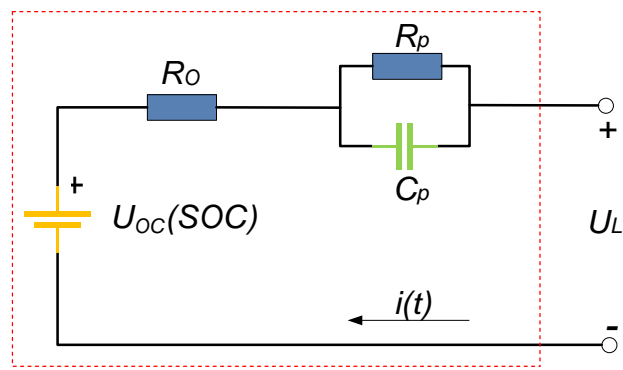 Rp
RO
+
Cp
+
UOC(SOC)
UL
i(t)
-